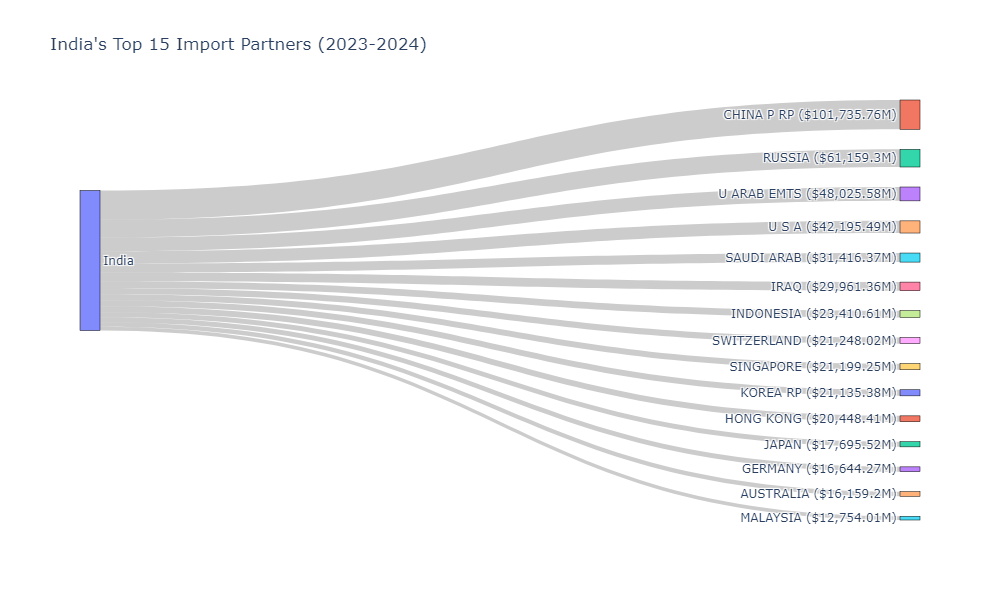 India's Top 15 Import Partners (2023-2024)
CHINA P RP ($101,735.76M)
RUSSIA ($61,159.3M)
U ARAB EMTS ($48,025.58M)
U S A ($42,195.49M)
India
SAUDI ARAB ($31,416.37M)
IRAQ ($29,961.36M)
INDONESIA ($23,410.61M)
SWITZERLAND ($21,248.02M)
SINGAPORE ($21,199.25M)
KOREA RP ($21,135.38M)
HONG KONG ($20,448.41M)
JAPAN ($17,695.52M)
GERMANY ($16,644.27M)
AUSTRALIA ($16,159.2M)
MALAYSIA ($12,754.01M)